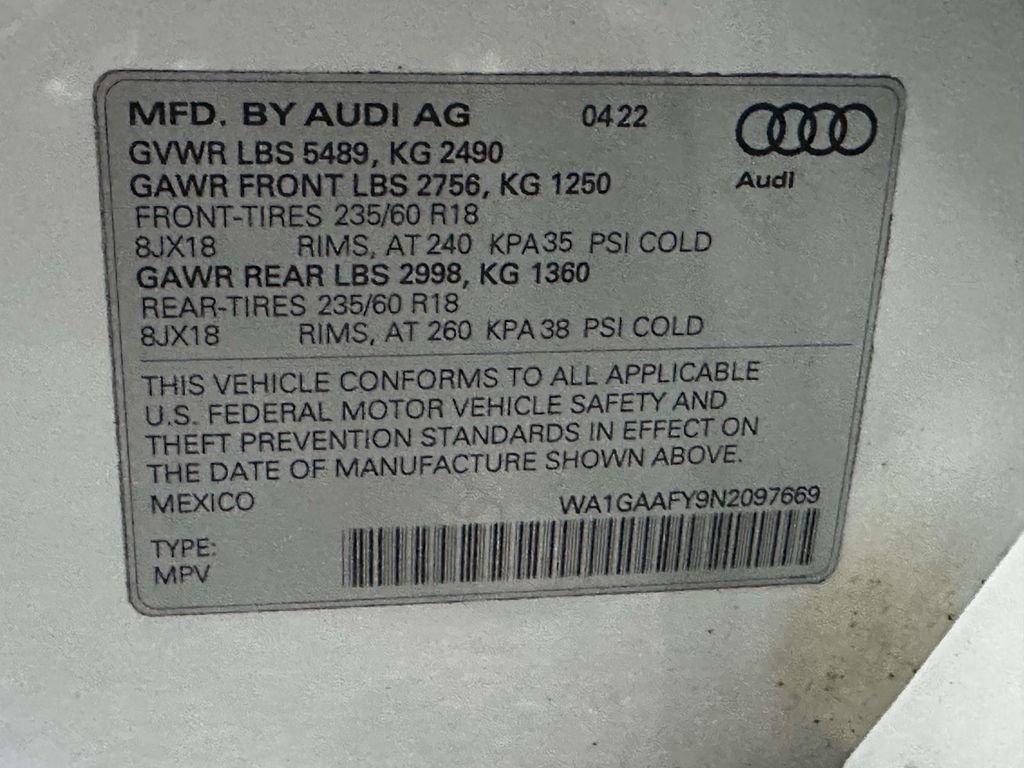 MFD. BY AUDI AG 0422
GVWR LBS 5489, KG 2490
GAWR FRONT LBS 2756, KG 1250
Audi
FRONT-TIRES 235/60 R18
8JX18 RIMS, AT 240 KPA 35 PSI COLD
GAWR REAR LBS 2998, KG 1360
REAR-TIRES 235/60 R18
8JX18 RIMS, AT 260 KPA 38 PSI COLD
THIS VEHICLE CONFORMS TO ALL APPLICABLE
U.S. FEDERAL MOTOR VEHICLE SAFETY AND
THEFT PREVENTION STANDARDS IN EFFECT ON
THE DATE OF MANUFACTURE SHOWN ABOVE.
MEXICO WA1GAAFY9N2097669
TYPE:
MPV